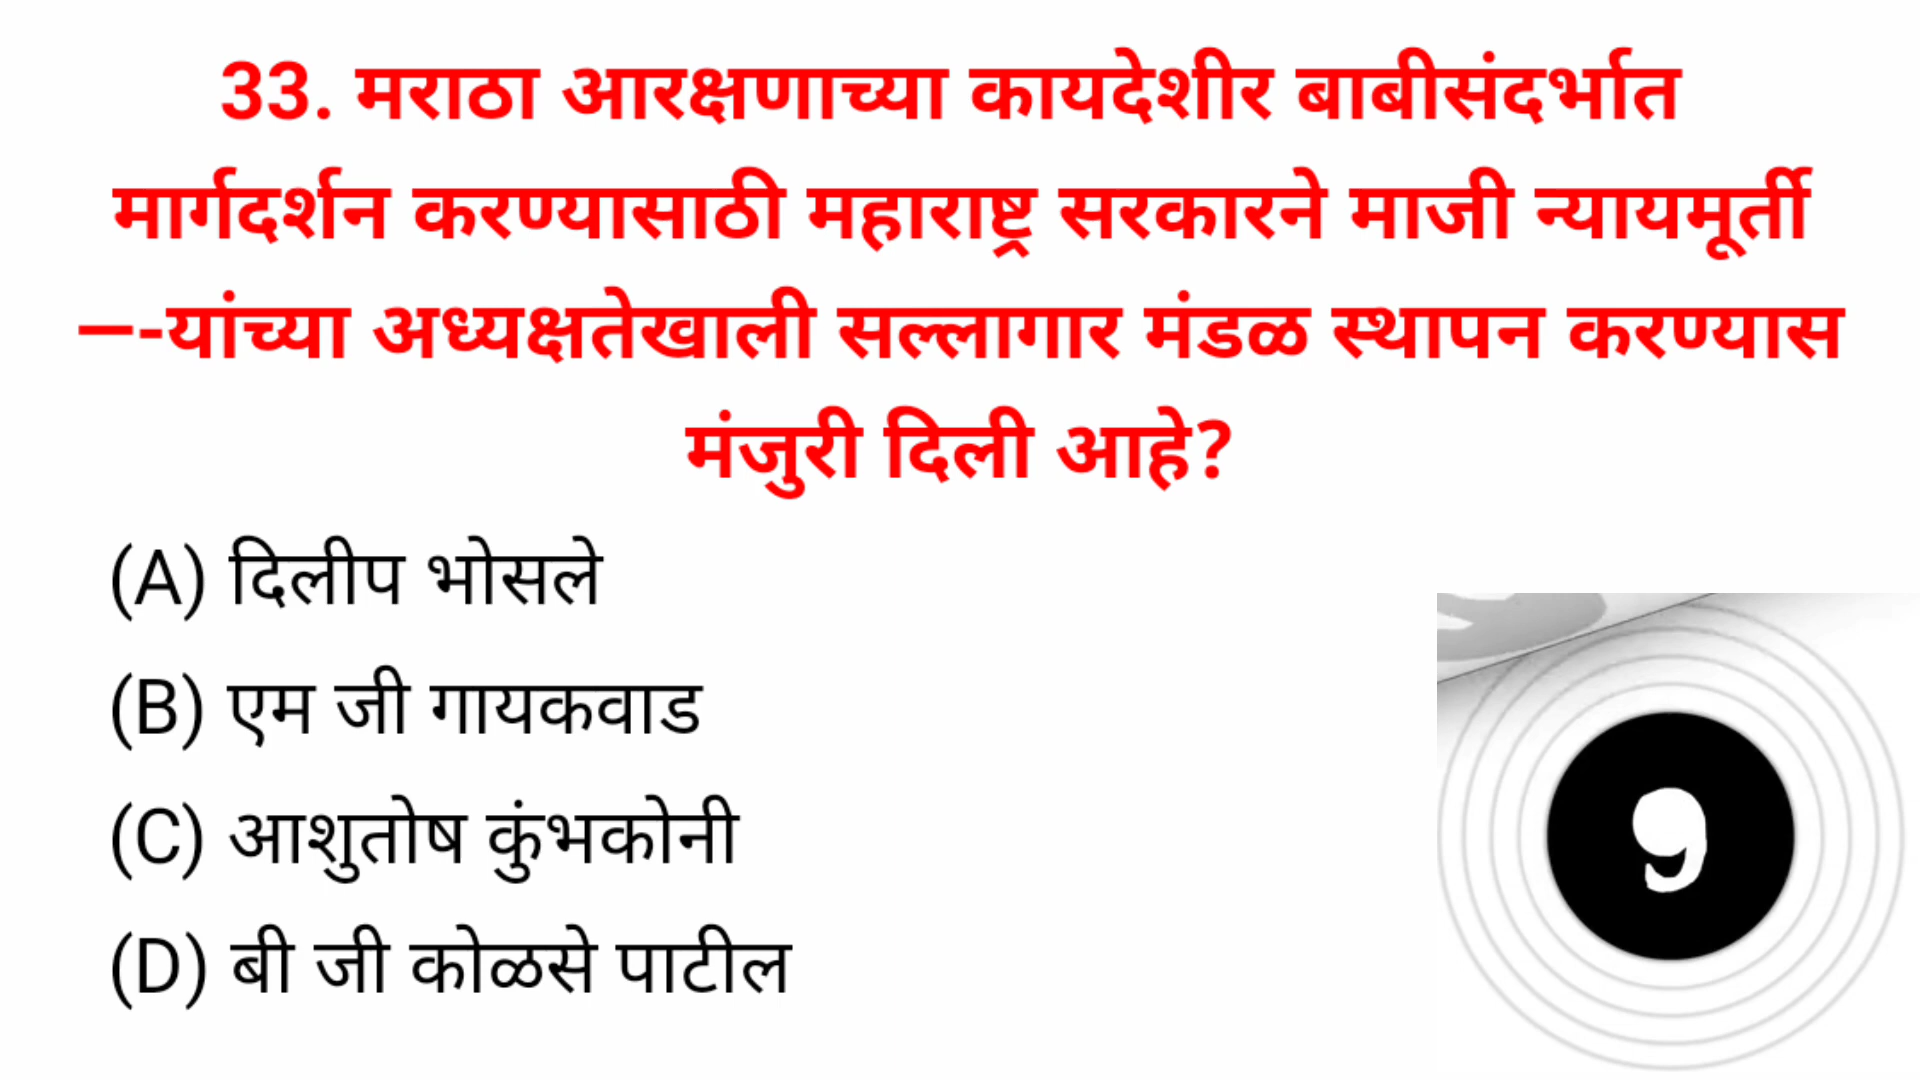 33. मराठा आरक्षणाच्या कायदेशीर बाबीसंदर्भात
मार्गदर्शन करण्यासाठी महाराष्ट्र सरकारने माजी न्यायमूर्ती
—-यांच्या अध्यक्षतेखाली सल्लागार मंडळ स्थापन करण्यास
मंजुरी दिली आहे?
(A) दिलीप भोसले
(B) एम जी गायकवाड
(C) आशुतोष कुंभकोनी
(D) बी जी कोळसे पाटील
9